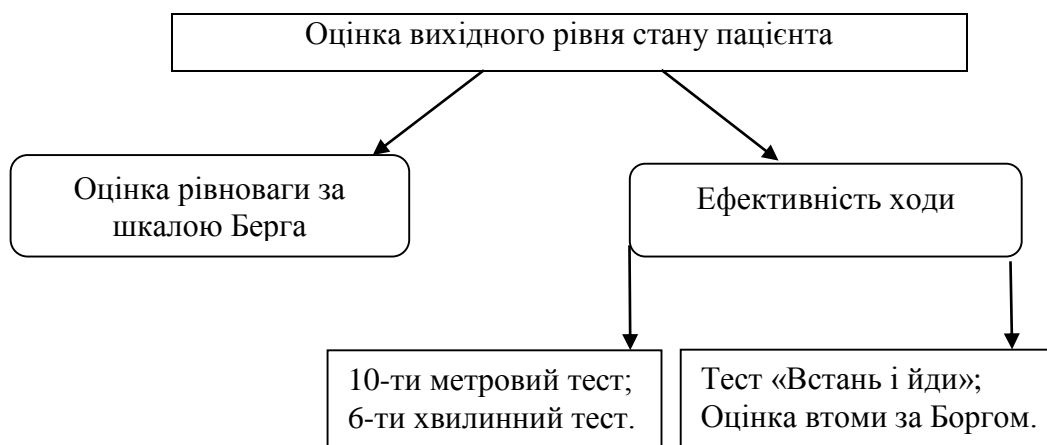 Оцінка вихідного рівня стану пацієнта
Оцінка рівноваги за
шкалою Берга
Ефективність ходи
10-ти метровий тест;
6-ти хвилинний тест.
Тест «Встань і йди»;
Оцінка втоми за Боргом.